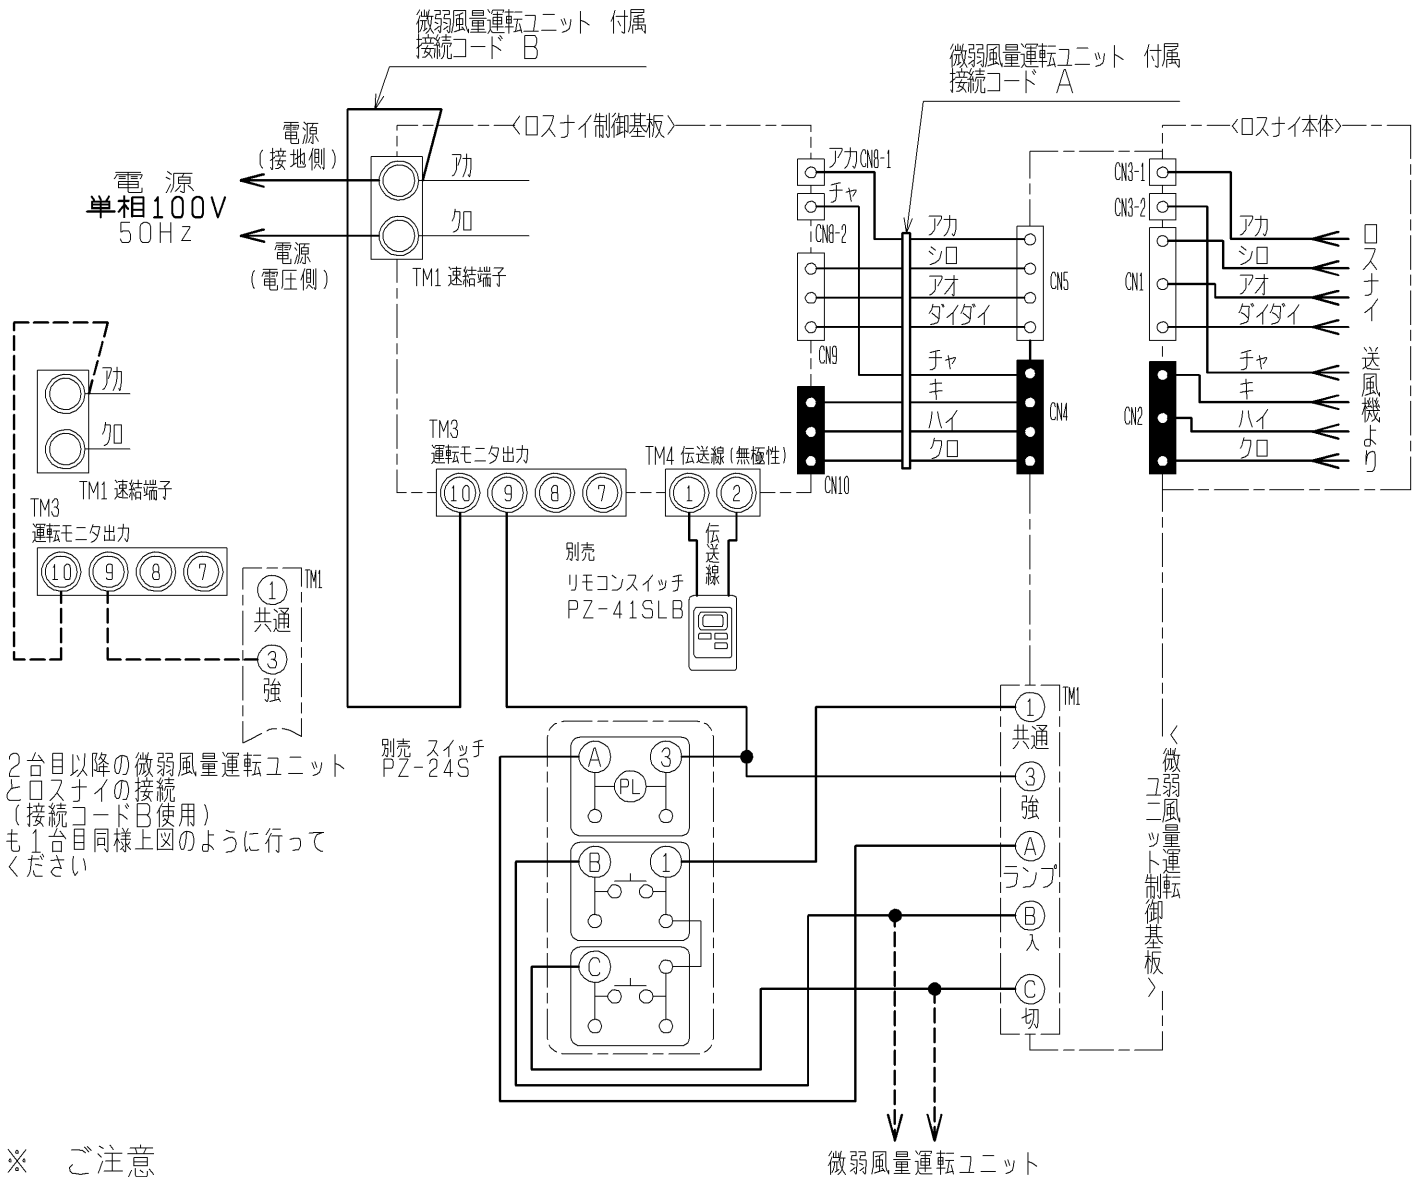 微弱風量運転ユニット 付属
接続コード B
微弱風量運転ユニット 付属
接続コード A
<ロスナイ制御基板>
<ロスナイ本体>
電源
(接地側)
電 源
単相100V
50Hz
電源
(電圧側)
アカ
クロ
TM1 速結端子
アカ CN8-1
チャ
CN8-2
CN9
CN10
アカ
シロ
アオ
ダイダイ
チャ
キ
ハイ
クロ
CN5
CN4
CN3-1
CN3-2
CN1
CN2
アカ
シロ
アオ
ダイダイ
チャ
キ
ハイ
クロ
ロスナイ 送風機より
アカ
クロ
TM1 速結端子
TM3
運転モニタ出力
10 9 8 7
TM1
1
共通
3
強
TM3
運転モニタ出力
10 9 8 7
TM4 伝送線(無極性)
1 2
伝送線
別売
リモコンスイッチ
PZ-41SLB
2台目以降の微弱風量運転ユニット
とロスナイの接続
(接続コードB使用)
も1台目同様上図のように行って
ください
別売 スイッチ
PZ-24S
A 3
PL
B 1
C
TM1
1
共通
3
強
A
ランプ
B
入
C
切
<微弱風量運転
ユニット制御基板>
微弱風量運転ユニット
※ ご注意